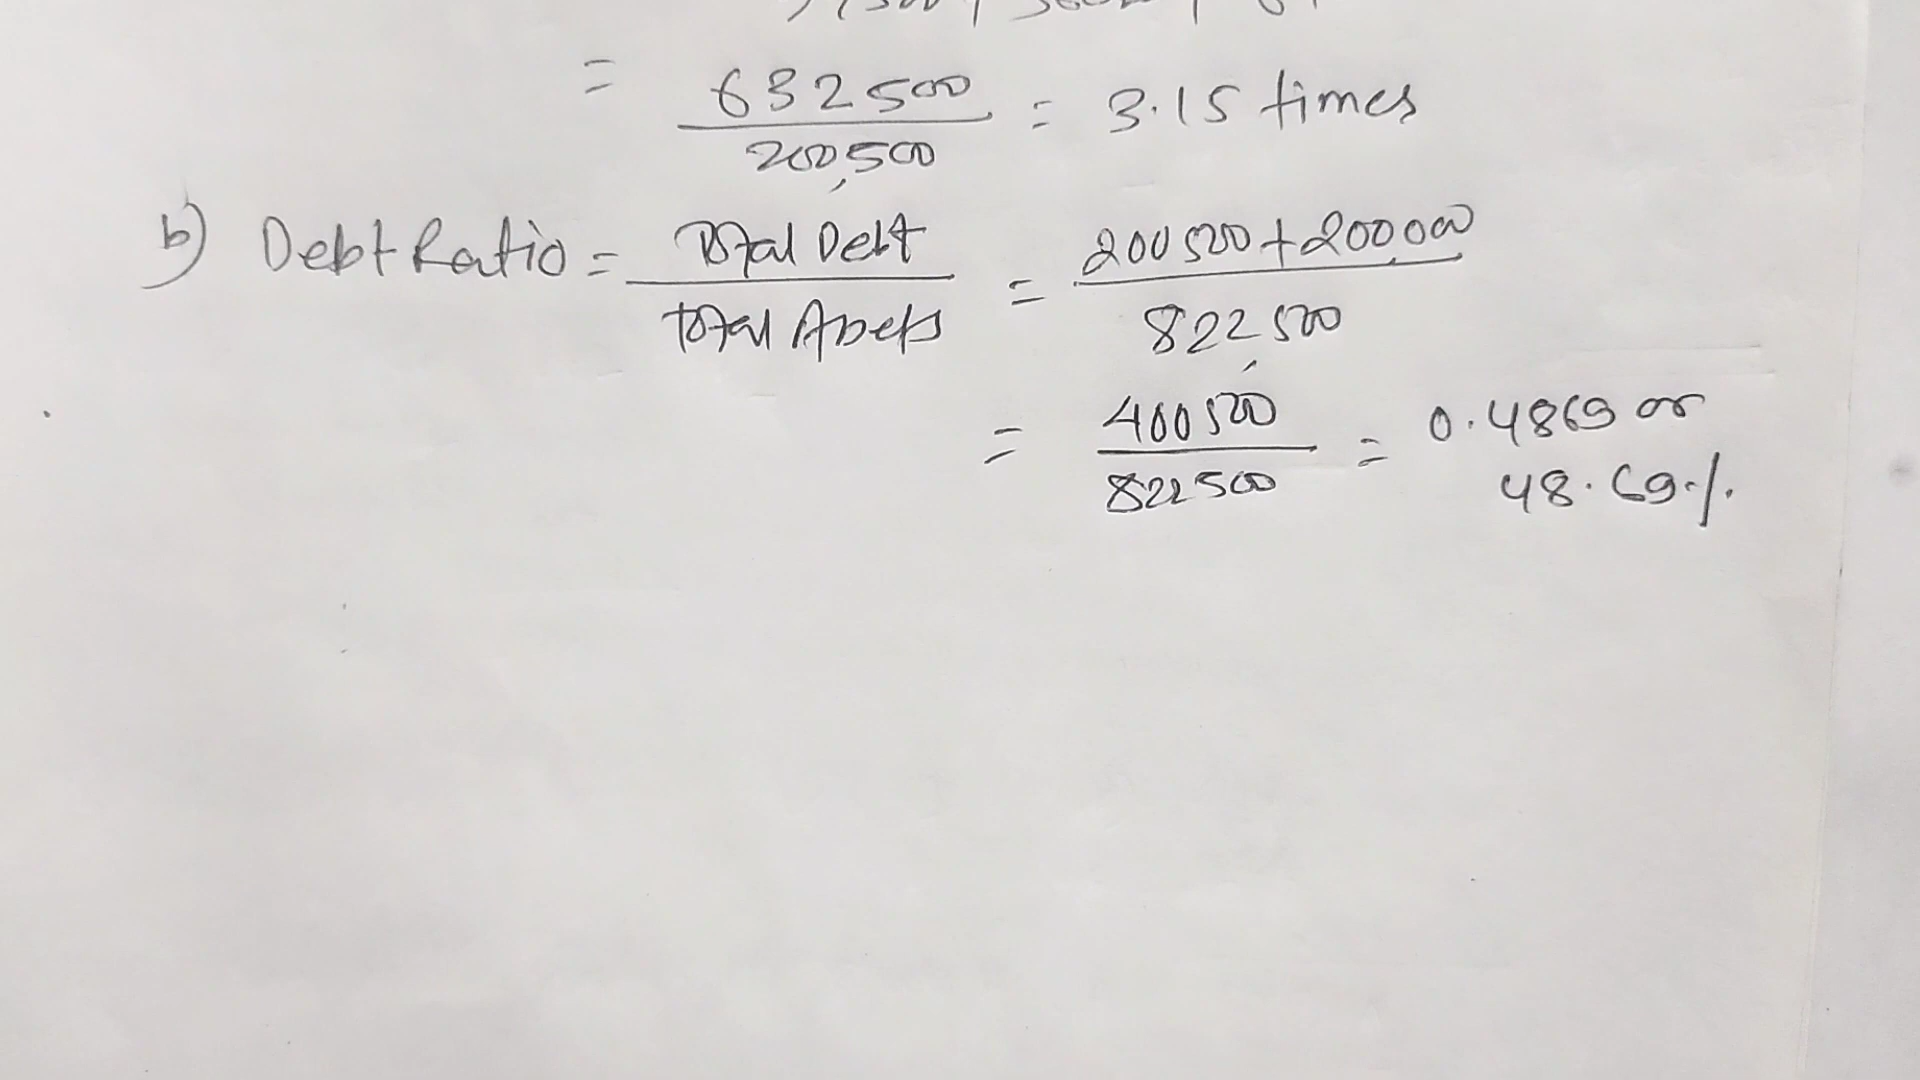 = 632500 / 200,500 = 3.15 times
b) Debt Ratio = Total Debt / total Assets = 200500+200000 / 822500
= 400500 / 822500 = 0.4869 or
48.69%